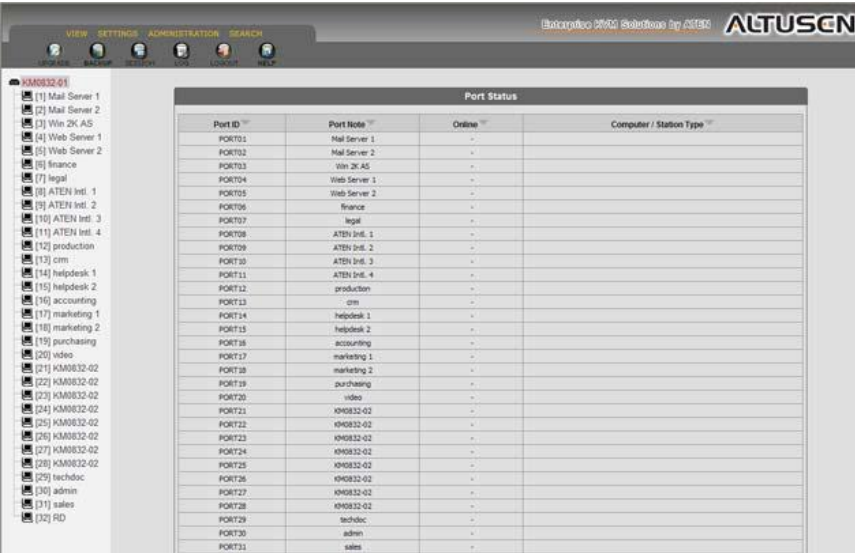 Enterprise KVM Solutions by ATEN ALTUSEN
VIEW SETTINGS ADMINISTRATION SEARCH
UPGRADE BACKUP SESSION LOG LOGOUT HELP
KM0832-01
[1] Mail Server 1
[2] Mail Server 2
[3] Win 2K AS
[4] Web Server 1
[5] Web Server 2
[6] finance
[7] legal
[8] ATEN Intl. 1
[9] ATEN Intl. 2
[10] ATEN Intl. 3
[11] ATEN Intl. 4
[12] production
[13] crm
[14] helpdesk 1
[15] helpdesk 2
[16] accounting
[17] marketing 1
[18] marketing 2
[19] purchasing
[20] video
[21] KM0832-02
[22] KM0832-02
[23] KM0832-02
[24] KM0832-02
[25] KM0832-02
[26] KM0832-02
[27] KM0832-02
[28] KM0832-02
[29] techdoc
[30] admin
[31] sales
[32] RD
Port Status
Port ID Port Note Online Computer / Station Type
PORT01 Mail Server 1 -
PORT02 Mail Server 2 -
PORT03 Win 2K AS -
PORT04 Web Server 1 -
PORT05 Web Server 2 -
PORT06 finance -
PORT07 legal -
PORT08 ATEN Intl. 1 -
PORT09 ATEN Intl. 2 -
PORT10 ATEN Intl. 3 -
PORT11 ATEN Intl. 4 -
PORT12 production -
PORT13 crm -
PORT14 helpdesk 1 -
PORT15 helpdesk 2 -
PORT16 accounting -
PORT17 marketing 1 -
PORT18 marketing 2 -
PORT19 purchasing -
PORT20 video -
PORT21 KM0832-02 -
PORT22 KM0832-02 -
PORT23 KM0832-02 -
PORT24 KM0832-02 -
PORT25 KM0832-02 -
PORT26 KM0832-02 -
PORT27 KM0832-02 -
PORT28 KM0832-02 -
PORT29 techdoc -
PORT30 admin -
PORT31 sales -